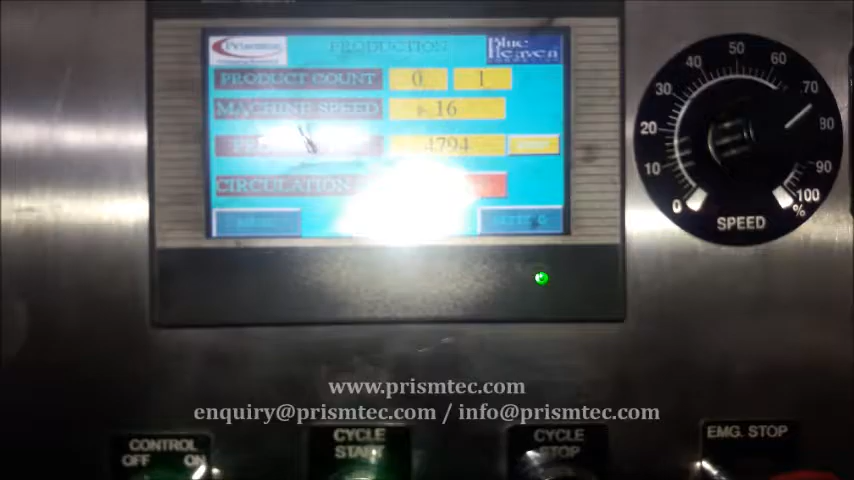 Prismtec
PRODUCTION
Blue Heaven
PRODUCT COUNT 0 1
MACHINE SPEED 16
4794
CIRCULATION
0 10 20 30 40 50 60 70 80 90 100 %
SPEED
www.prismtec.com
enquiry@prismtec.com / info@prismtec.com
CONTROL
OFF ON
CYCLE
START
CYCLE
STOP
EMG. STOP